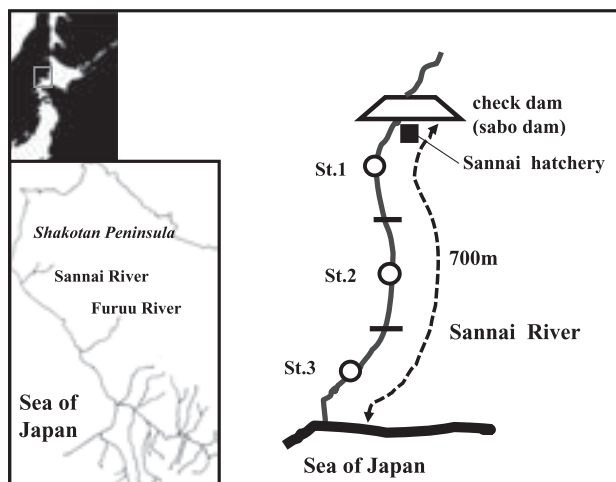 Shakotan Peninsula
Sannai River
Furuu River
Sea of
Japan
check dam
(sabo dam)
Sannai hatchery
St.1
700m
St.2
Sannai River
St.3
Sea of Japan